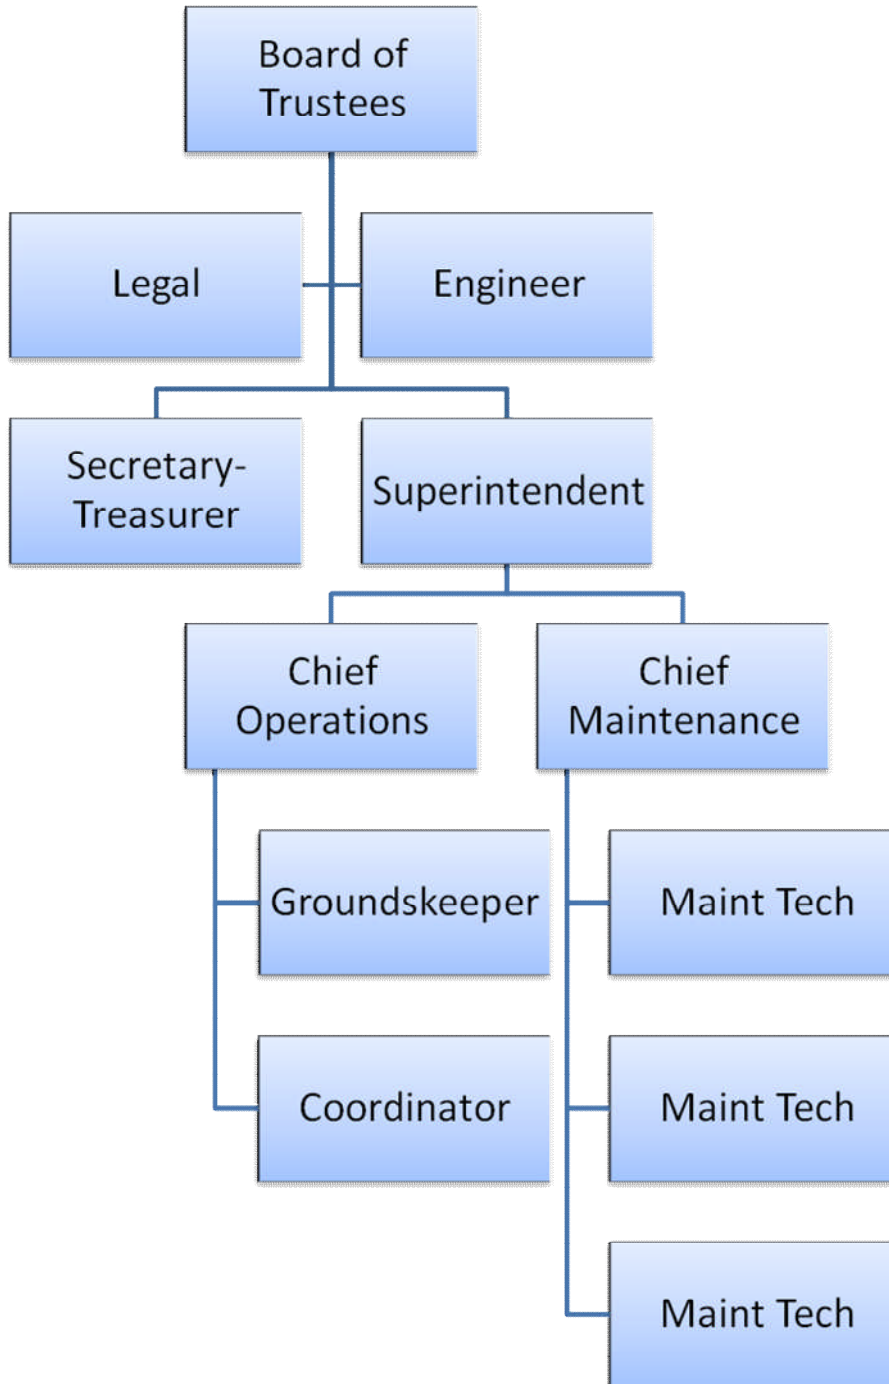 Board of
Trustees
Legal
Engineer
Secretary-
Treasurer
Superintendent
Chief
Operations
Chief
Maintenance
Groundskeeper
Maint Tech
Coordinator
Maint Tech
Maint Tech